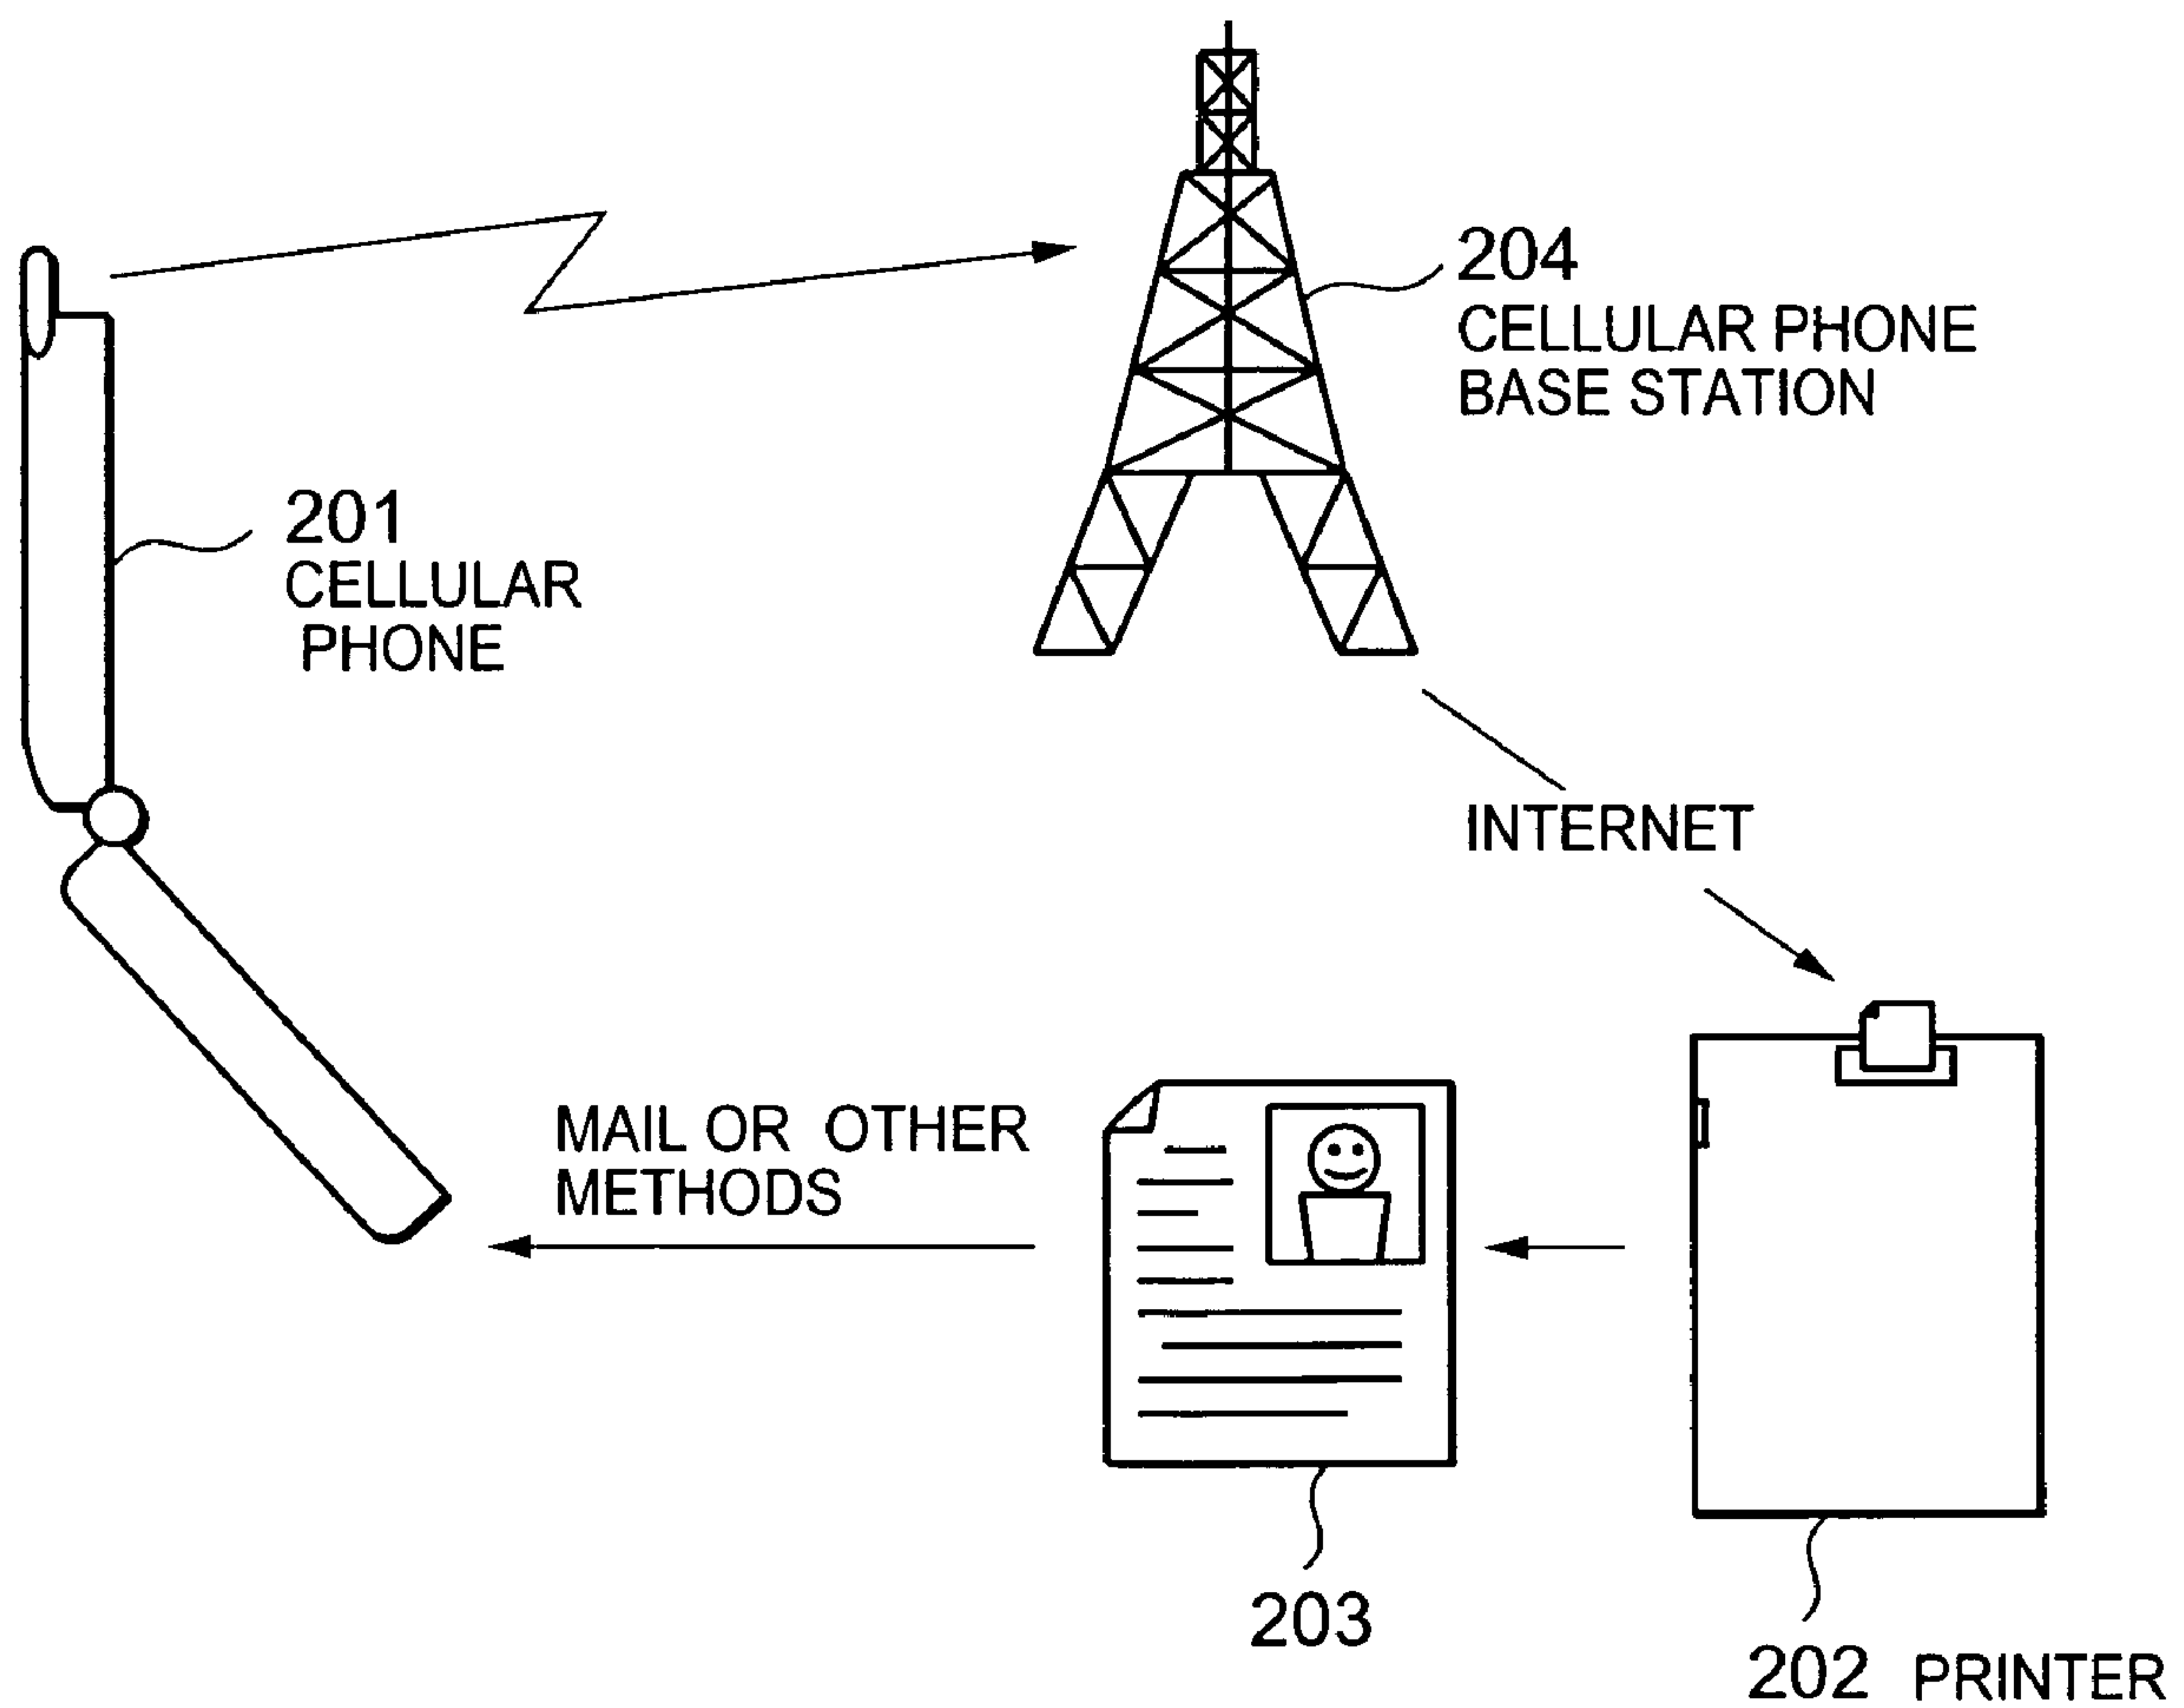 204
CELLULAR PHONE
BASE STATION
201
CELLULAR
PHONE
INTERNET
MAIL OR OTHER
METHODS
203
202 PRINTER